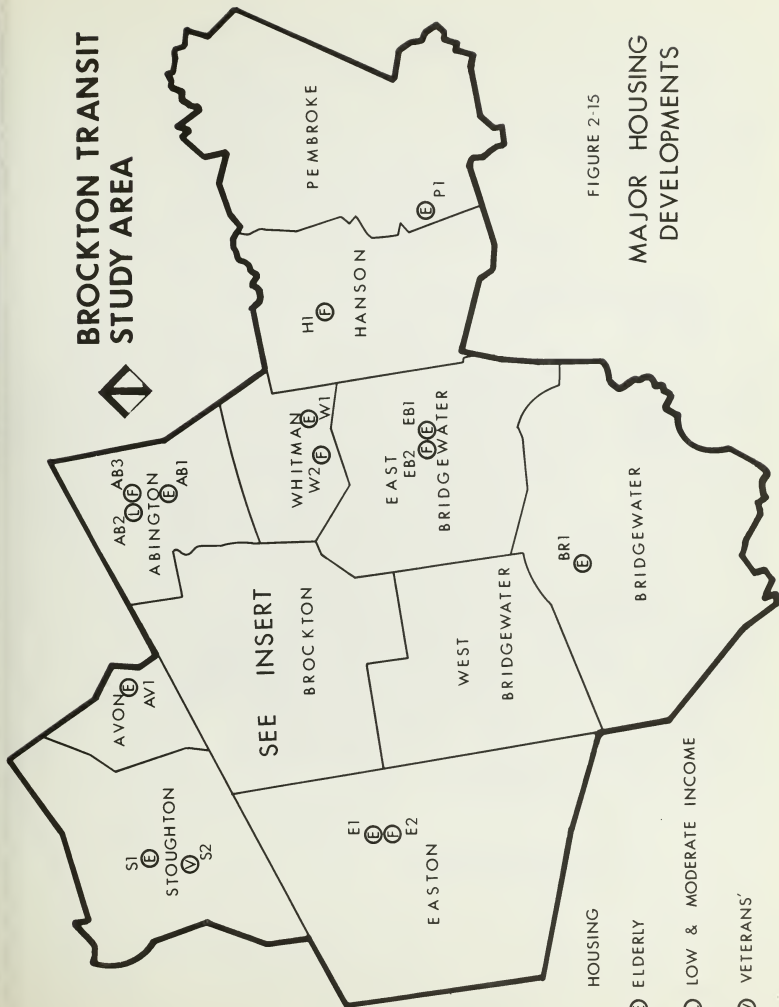 BROCKTON TRANSIT
STUDY AREA
PEMBROKE
E P1
H1
F
HANSON
AB3
AB2 L F
ABINGTON
E
AB1
WHITMAN
E
W1
W2 F
EAST
BRIDGEWATER
EB1
EB2 F E
BR1
E
BRIDGEWATER
WEST
BRIDGEWATER
SEE INSERT
BROCKTON
AVON
E
AV1
S1
E
STOUGHTON
V
S2
E1
E
F
E2
EASTON
FIGURE 2-15
MAJOR HOUSING
DEVELOPMENTS
HOUSING
ELDERLY
LOW & MODERATE INCOME
VETERANS'